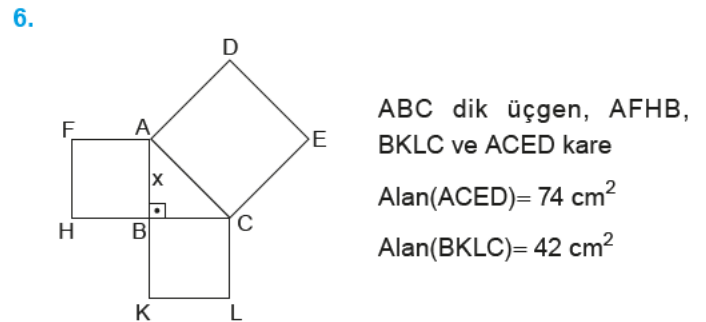 6.
D
F A E
x
H B C
K L
ABC dik üçgen, AFHB,
BKLC ve ACED kare
Alan(ACED)= 74 cm²
Alan(BKLC)= 42 cm²